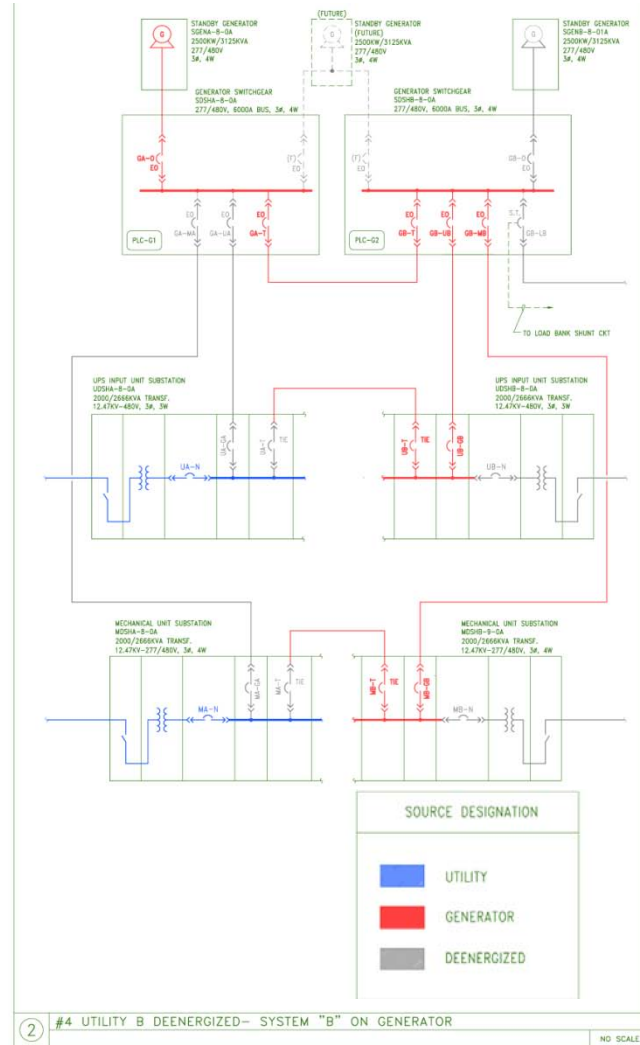 (FUTURE)
STANDBY GENERATOR
SGENA-8-0A
2500KW/3125KVA
277/480V
3ø, 4W
G
STANDBY GENERATOR
(FUTURE)
2500KW/3125KVA
277/480V
3ø, 4W
G
STANDBY GENERATOR
SGENB-8-01A
2500KW/3125KVA
277/480V
3ø, 4W
G
GENERATOR SWITCHGEAR
SDSHA-8-0A
277/480V, 6000A BUS, 3ø, 4W
GENERATOR SWITCHGEAR
SDSHB-8-0A
277/480V, 6000A BUS, 3ø, 4W
GA-0
EO
(F)
EO
(F)
EO
GB-0
EO
EO
GA-MA
EO
GA-UA
EO
GA-T
EO
GB-T
EO
GB-UB
EO
GB-MB
S.T.
GB-LB
PLC-G1
PLC-G2
TO LOAD BANK SHUNT CKT
UPS INPUT UNIT SUBSTATION
UDSHA-8-0A
2000/2666KVA TRANSF.
12.47KV-480V, 3ø, 3W
UPS INPUT UNIT SUBSTATION
UDSHB-8-0A
2000/2666KVA TRANSF.
12.47KV-480V, 3ø, 3W
UA-N
UA-GA
UA-T
TIE
UB-T
TIE
UB-GB
UB-N
MECHANICAL UNIT SUBSTATION
MDSHA-8-0A
2000/2666KVA TRANSF.
12.47KV-277/480V, 3ø, 4W
MECHANICAL UNIT SUBSTATION
MDSHB-9-0A
2000/2666KVA TRANSF.
12.47KV-277/480V, 3ø, 4W
MA-N
MA-GA
MA-T
TIE
MB-T
TIE
MB-GB
MB-N
SOURCE DESIGNATION
UTILITY
GENERATOR
DEENERGIZED
2
#4 UTILITY B DEENERGIZED- SYSTEM "B" ON GENERATOR
NO SCALE